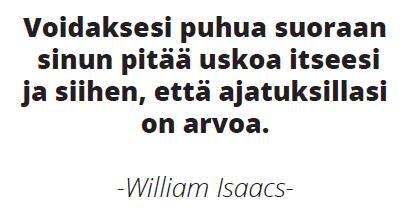 Voidaksesi puhua suoraan
sinun pitää uskoa itseesi
ja siihen, että ajatuksillasi
on arvoa.
-William Isaacs-